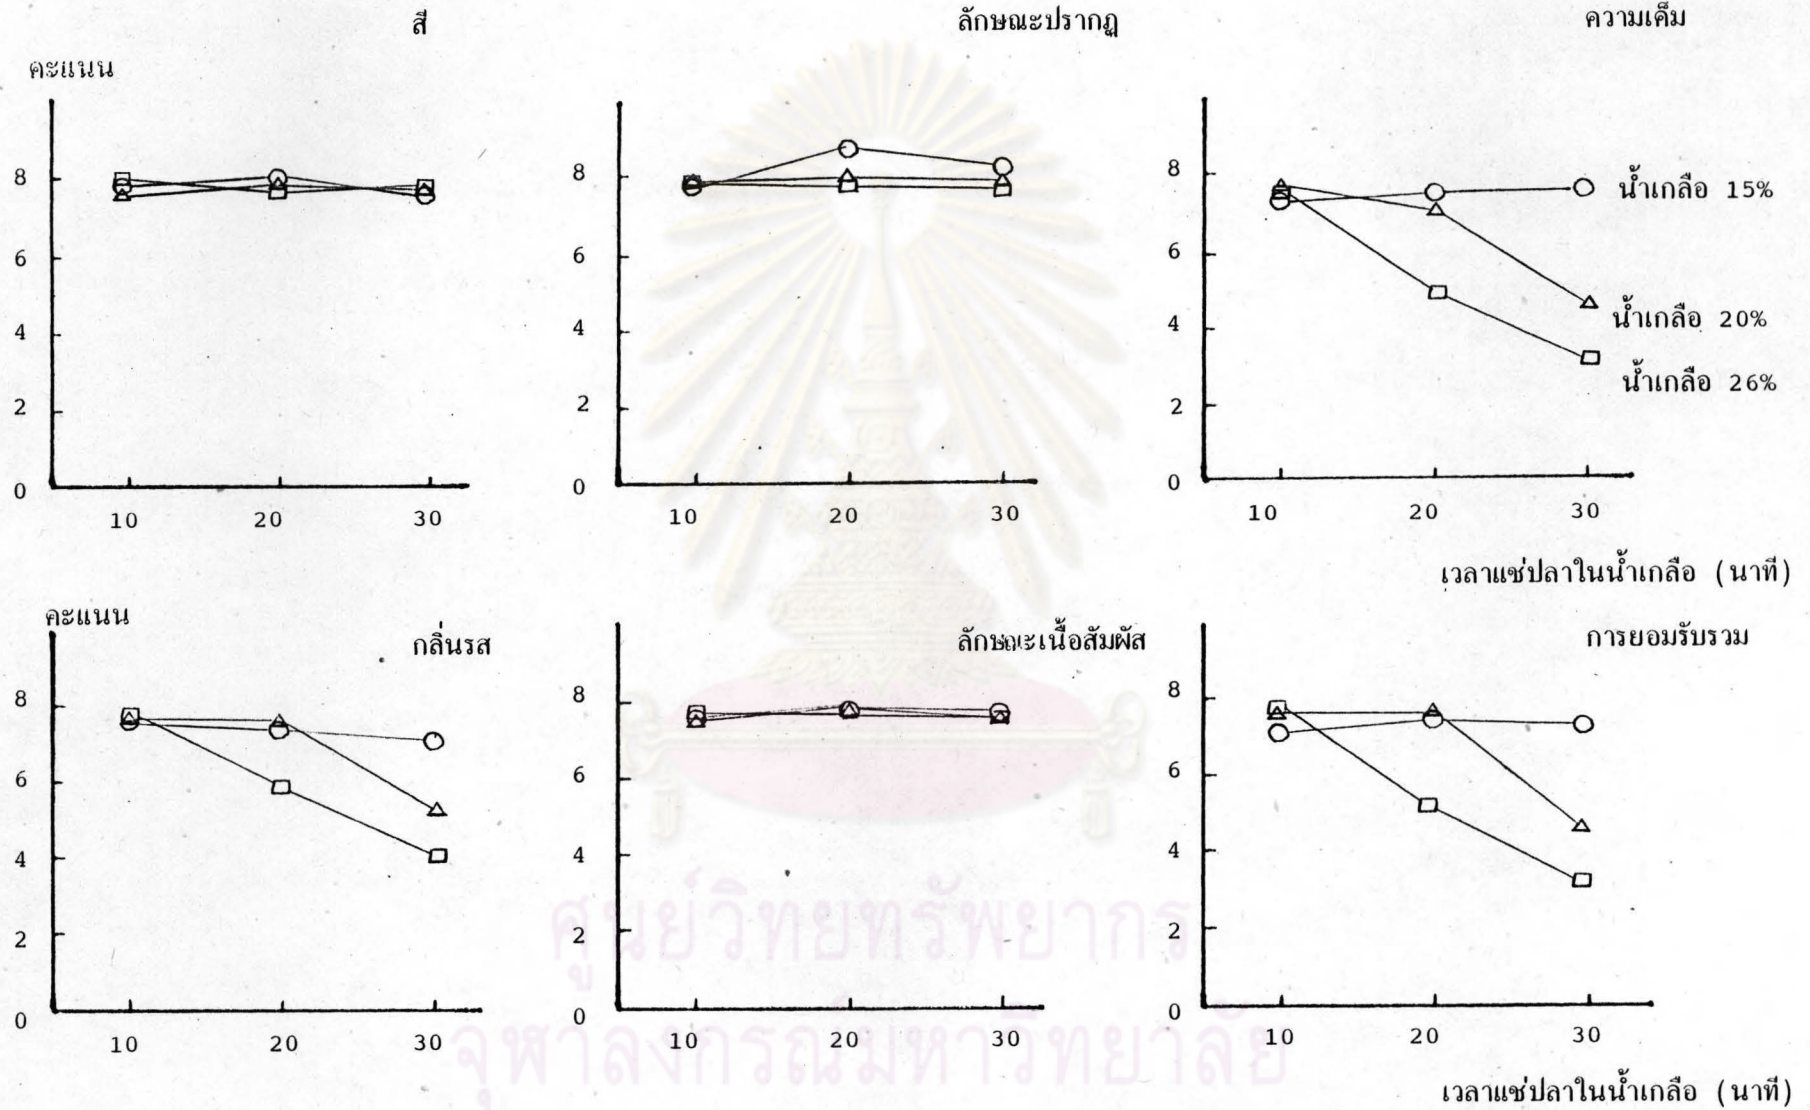 สี
ลักษณะปรากฏ
ความเค็ม
คะแนน
8
6
4
2
0
10 20 30
8
6
4
2
0
10 20 30
8
6
4
2
0
10 20 30
น้ำเกลือ 15%
น้ำเกลือ 20%
น้ำเกลือ 26%
เวลาแช่ปลาในน้ำเกลือ (นาที)
คะแนน
กลิ่นรส
ลักษณะเนื้อสัมผัส
การยอมรับรวม
8
6
4
2
0
10 20 30
8
6
4
2
0
10 20 30
8
6
4
2
0
10 20 30
เวลาแช่ปลาในน้ำเกลือ (นาที)
ศูนย์วิทยทรัพยากร
จุฬาลงกรณ์มหาวิทยาลัย